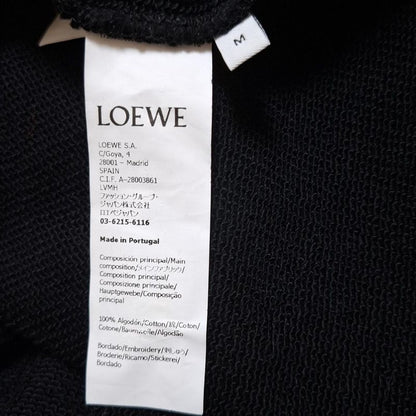 M
LOEWE
LOEWE S.A.
C/Goya, 4
28001 - Madrid
SPAIN
C.I.F. A-28003861
LVMH
ファッション・グループ・
ジャパン株式会社
ロエベジャパン
03-6215-6116
Made in Portugal
Composición principal/Main
composition/メインファブリック/
Composition principal/
Composizione principale/
Hauptgewebe/Composição
principal
100% Algodón/Cotton/綿/Coton/
Cotone/Baumwolle/Algodão
Bordado/Embroidery/刺しゅう/
Broderie/Ricamo/Stickerei/
Bordado